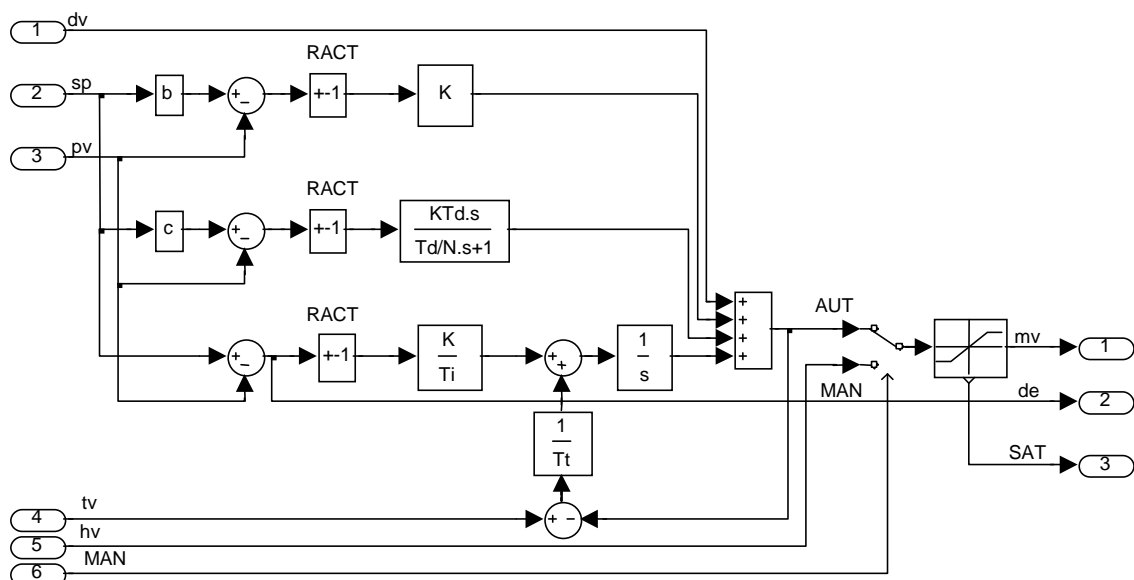 1 dv
RACT
2 sp b + − +-1 K
3 pv
RACT
c + − +-1 KTd.s
Td/N.s+1
RACT
+ − +-1 K
Ti + + 1
s
+
+
+
+
AUT
MAN
mv 1
de 2
SAT 3
1
Tt
4 tv + −
5 hv
6 MAN